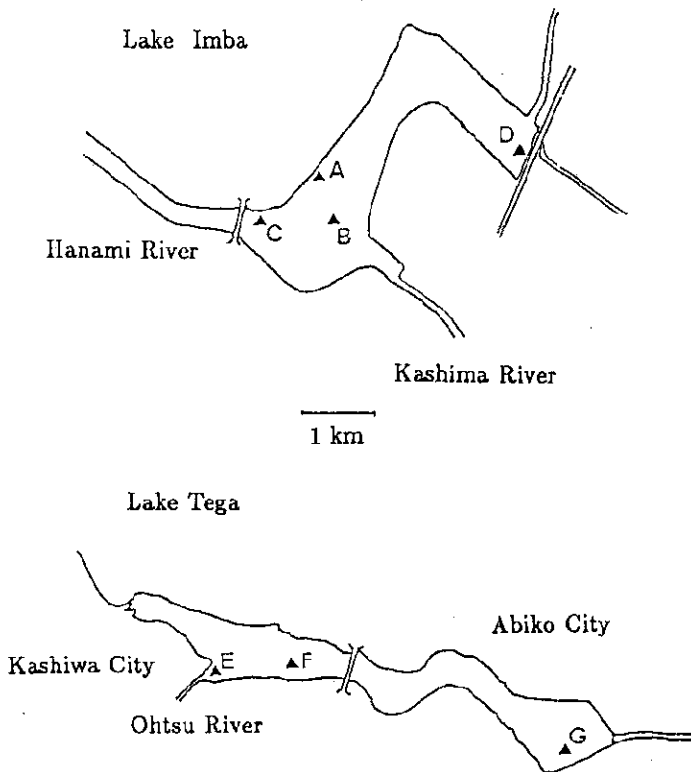 Lake Imba
D
A
C
B
Hanami River
Kashima River
1 km
Lake Tega
Abiko City
Kashiwa City
E
F
Ohtsu River
G